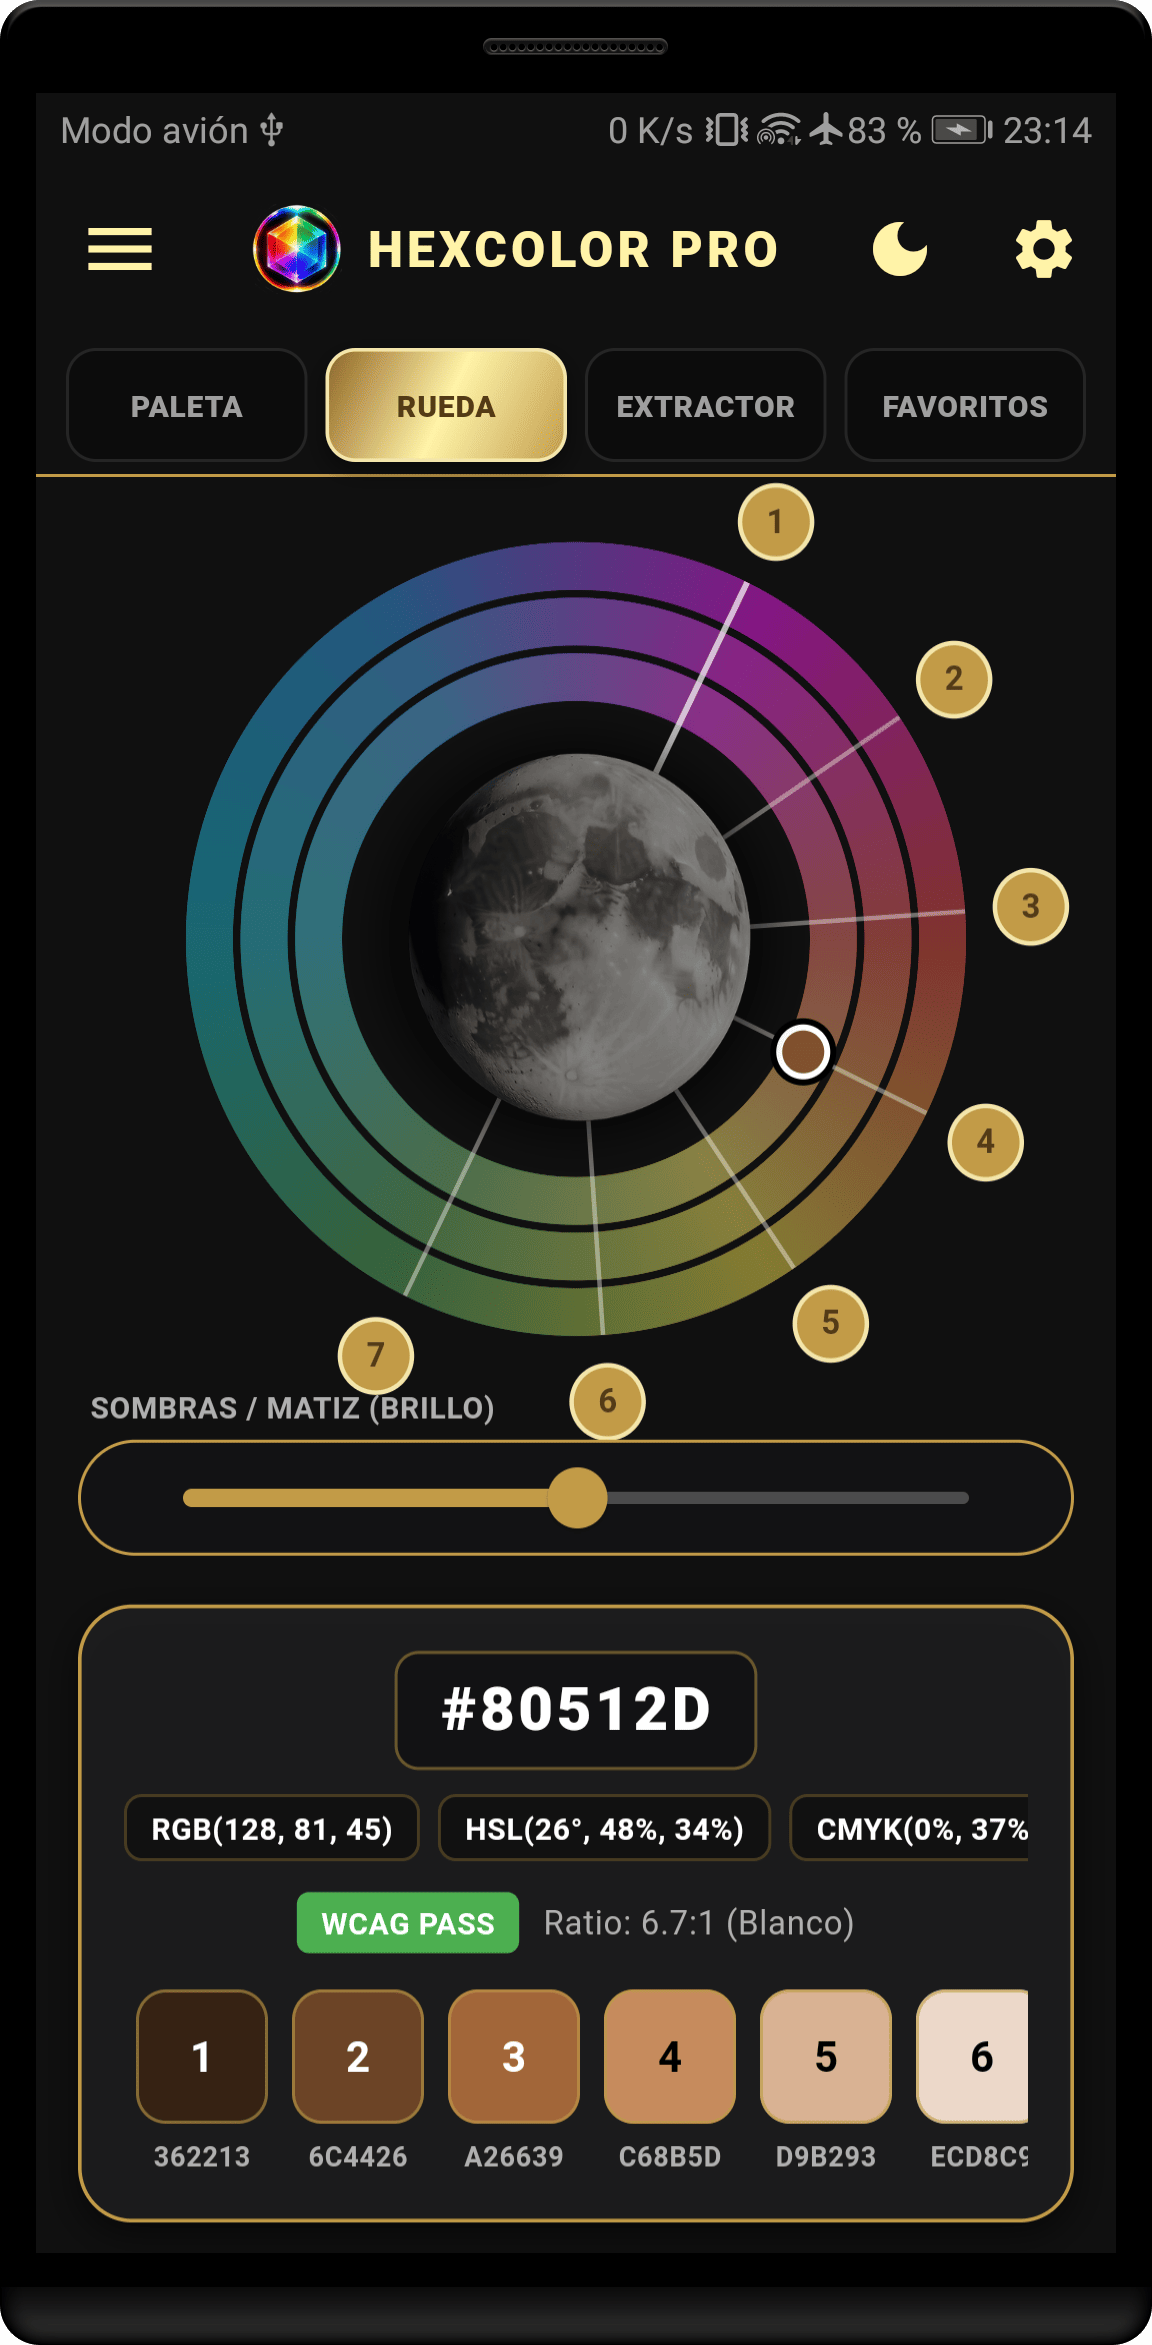 Modo avión 0 K/s 83 % 23:14
HEXCOLOR PRO
PALETA RUEDA EXTRACTOR FAVORITOS
1
2
3
4
5
7
6
SOMBRAS / MATIZ (BRILLO)
#80512D
RGB(128, 81, 45) HSL(26°, 48%, 34%) CMYK(0%, 37%
WCAG PASS Ratio: 6.7:1 (Blanco)
1 2 3 4 5 6
362213 6C4426 A26639 C68B5D D9B293 ECD8C9